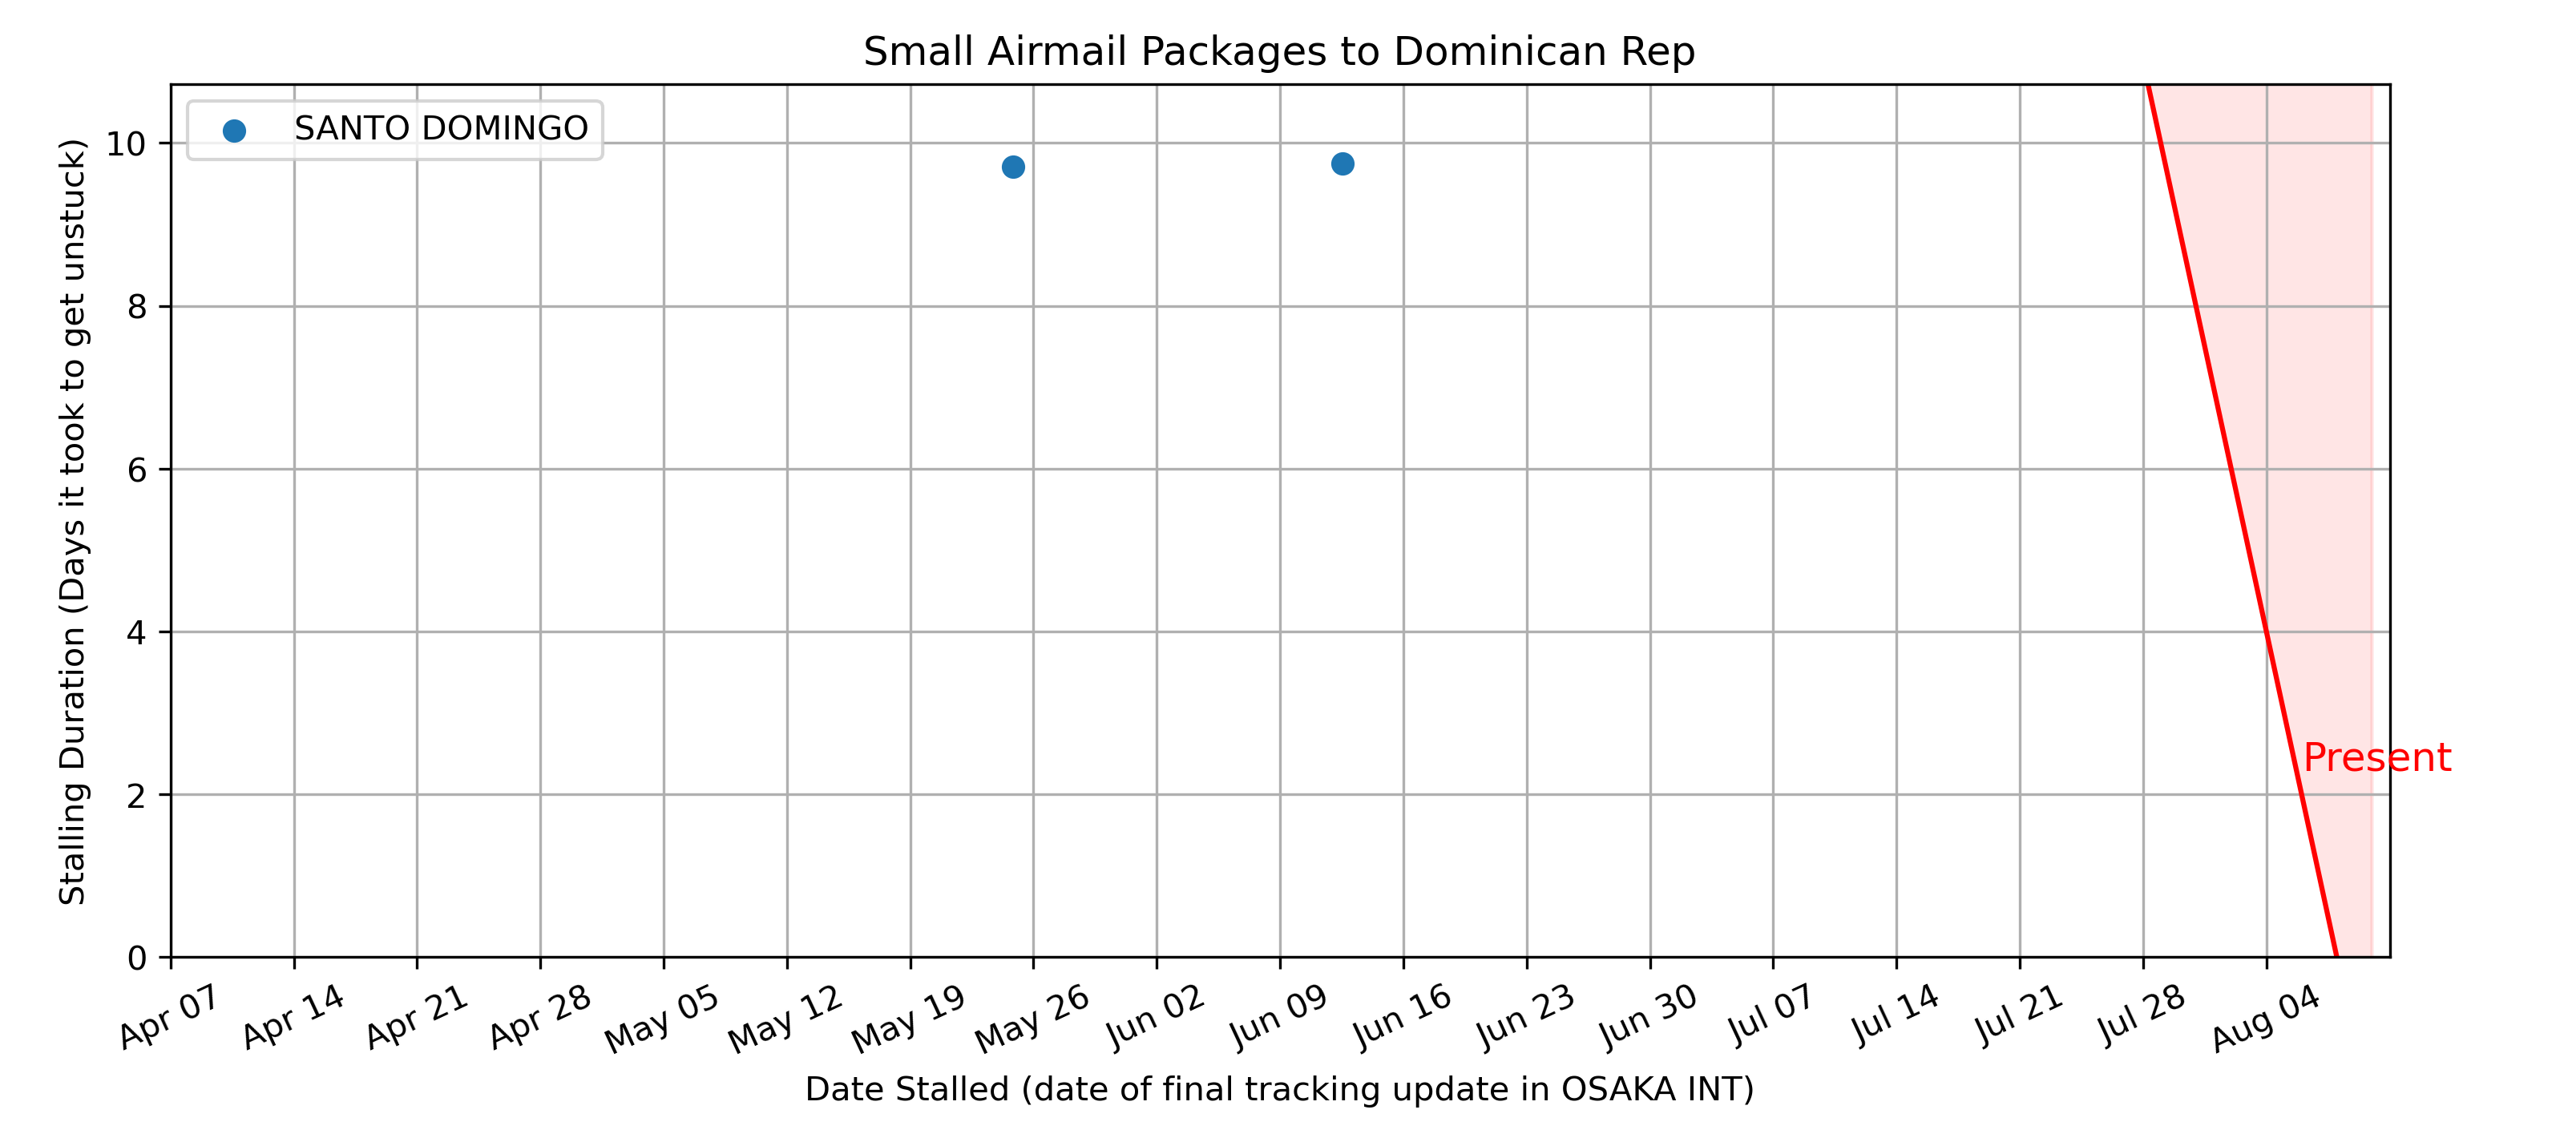 Small Airmail Packages to Dominican Rep
SANTO DOMINGO
Stalling Duration (Days it took to get unstuck)
10
8
6
4
2
0
Present
Apr 07
Apr 14
Apr 21
Apr 28
May 05
May 12
May 19
May 26
Jun 02
Jun 09
Jun 16
Jun 23
Jun 30
Jul 07
Jul 14
Jul 21
Jul 28
Aug 04
Date Stalled (date of final tracking update in OSAKA INT)